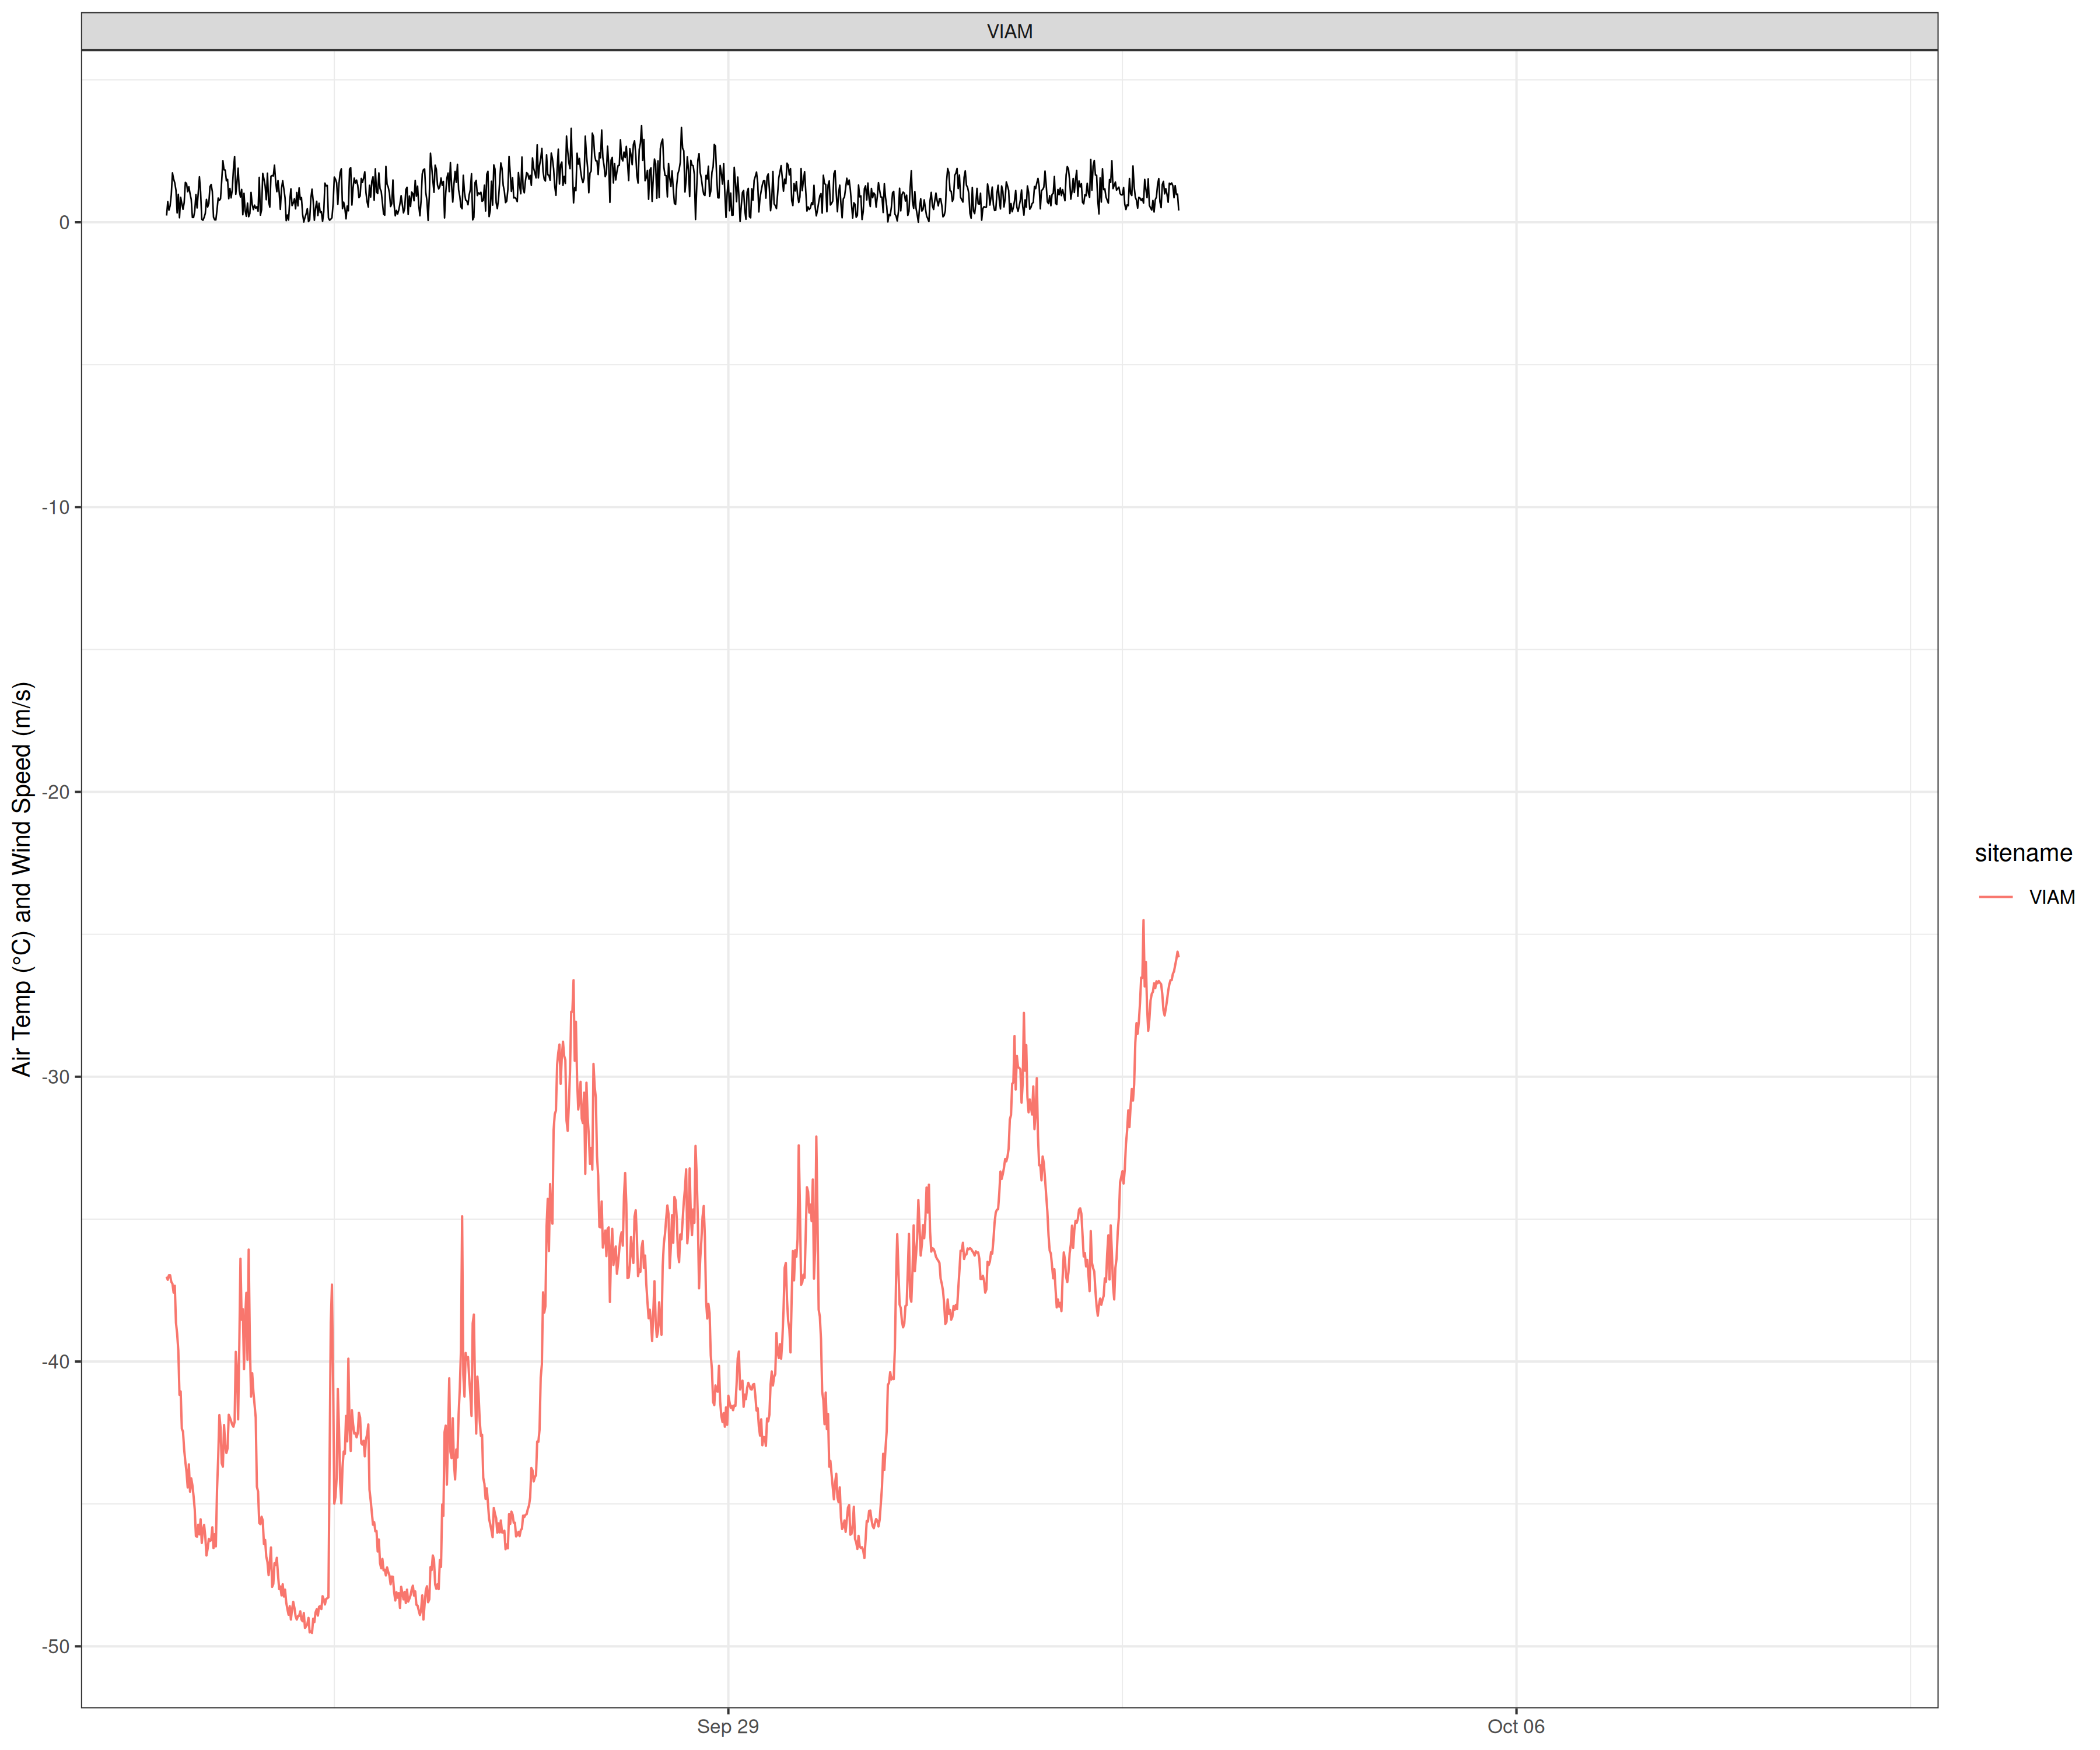 VIAM
0
-10
-20
-30
-40
-50
Air Temp (°C) and Wind Speed (m/s)
Sep 29
Oct 06
sitename
VIAM